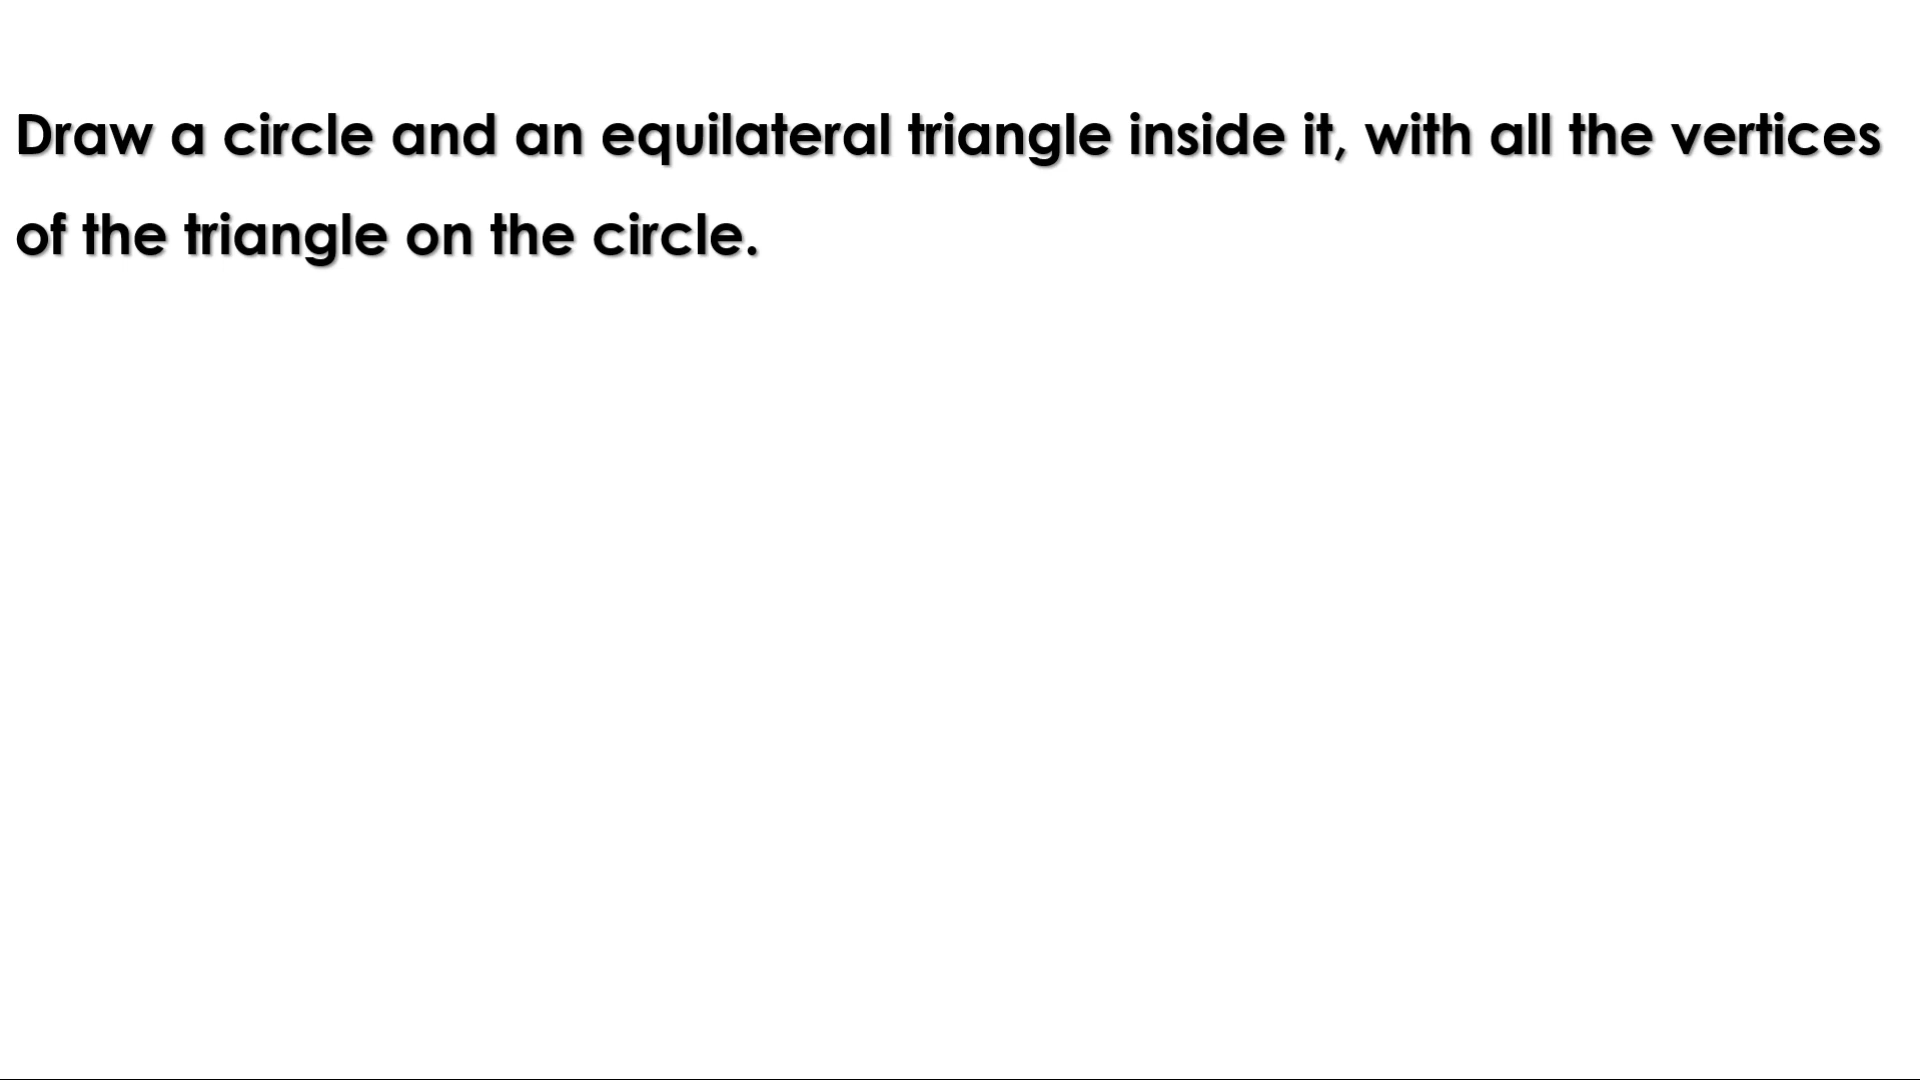 Draw a circle and an equilateral triangle inside it, with all the vertices
of the triangle on the circle.